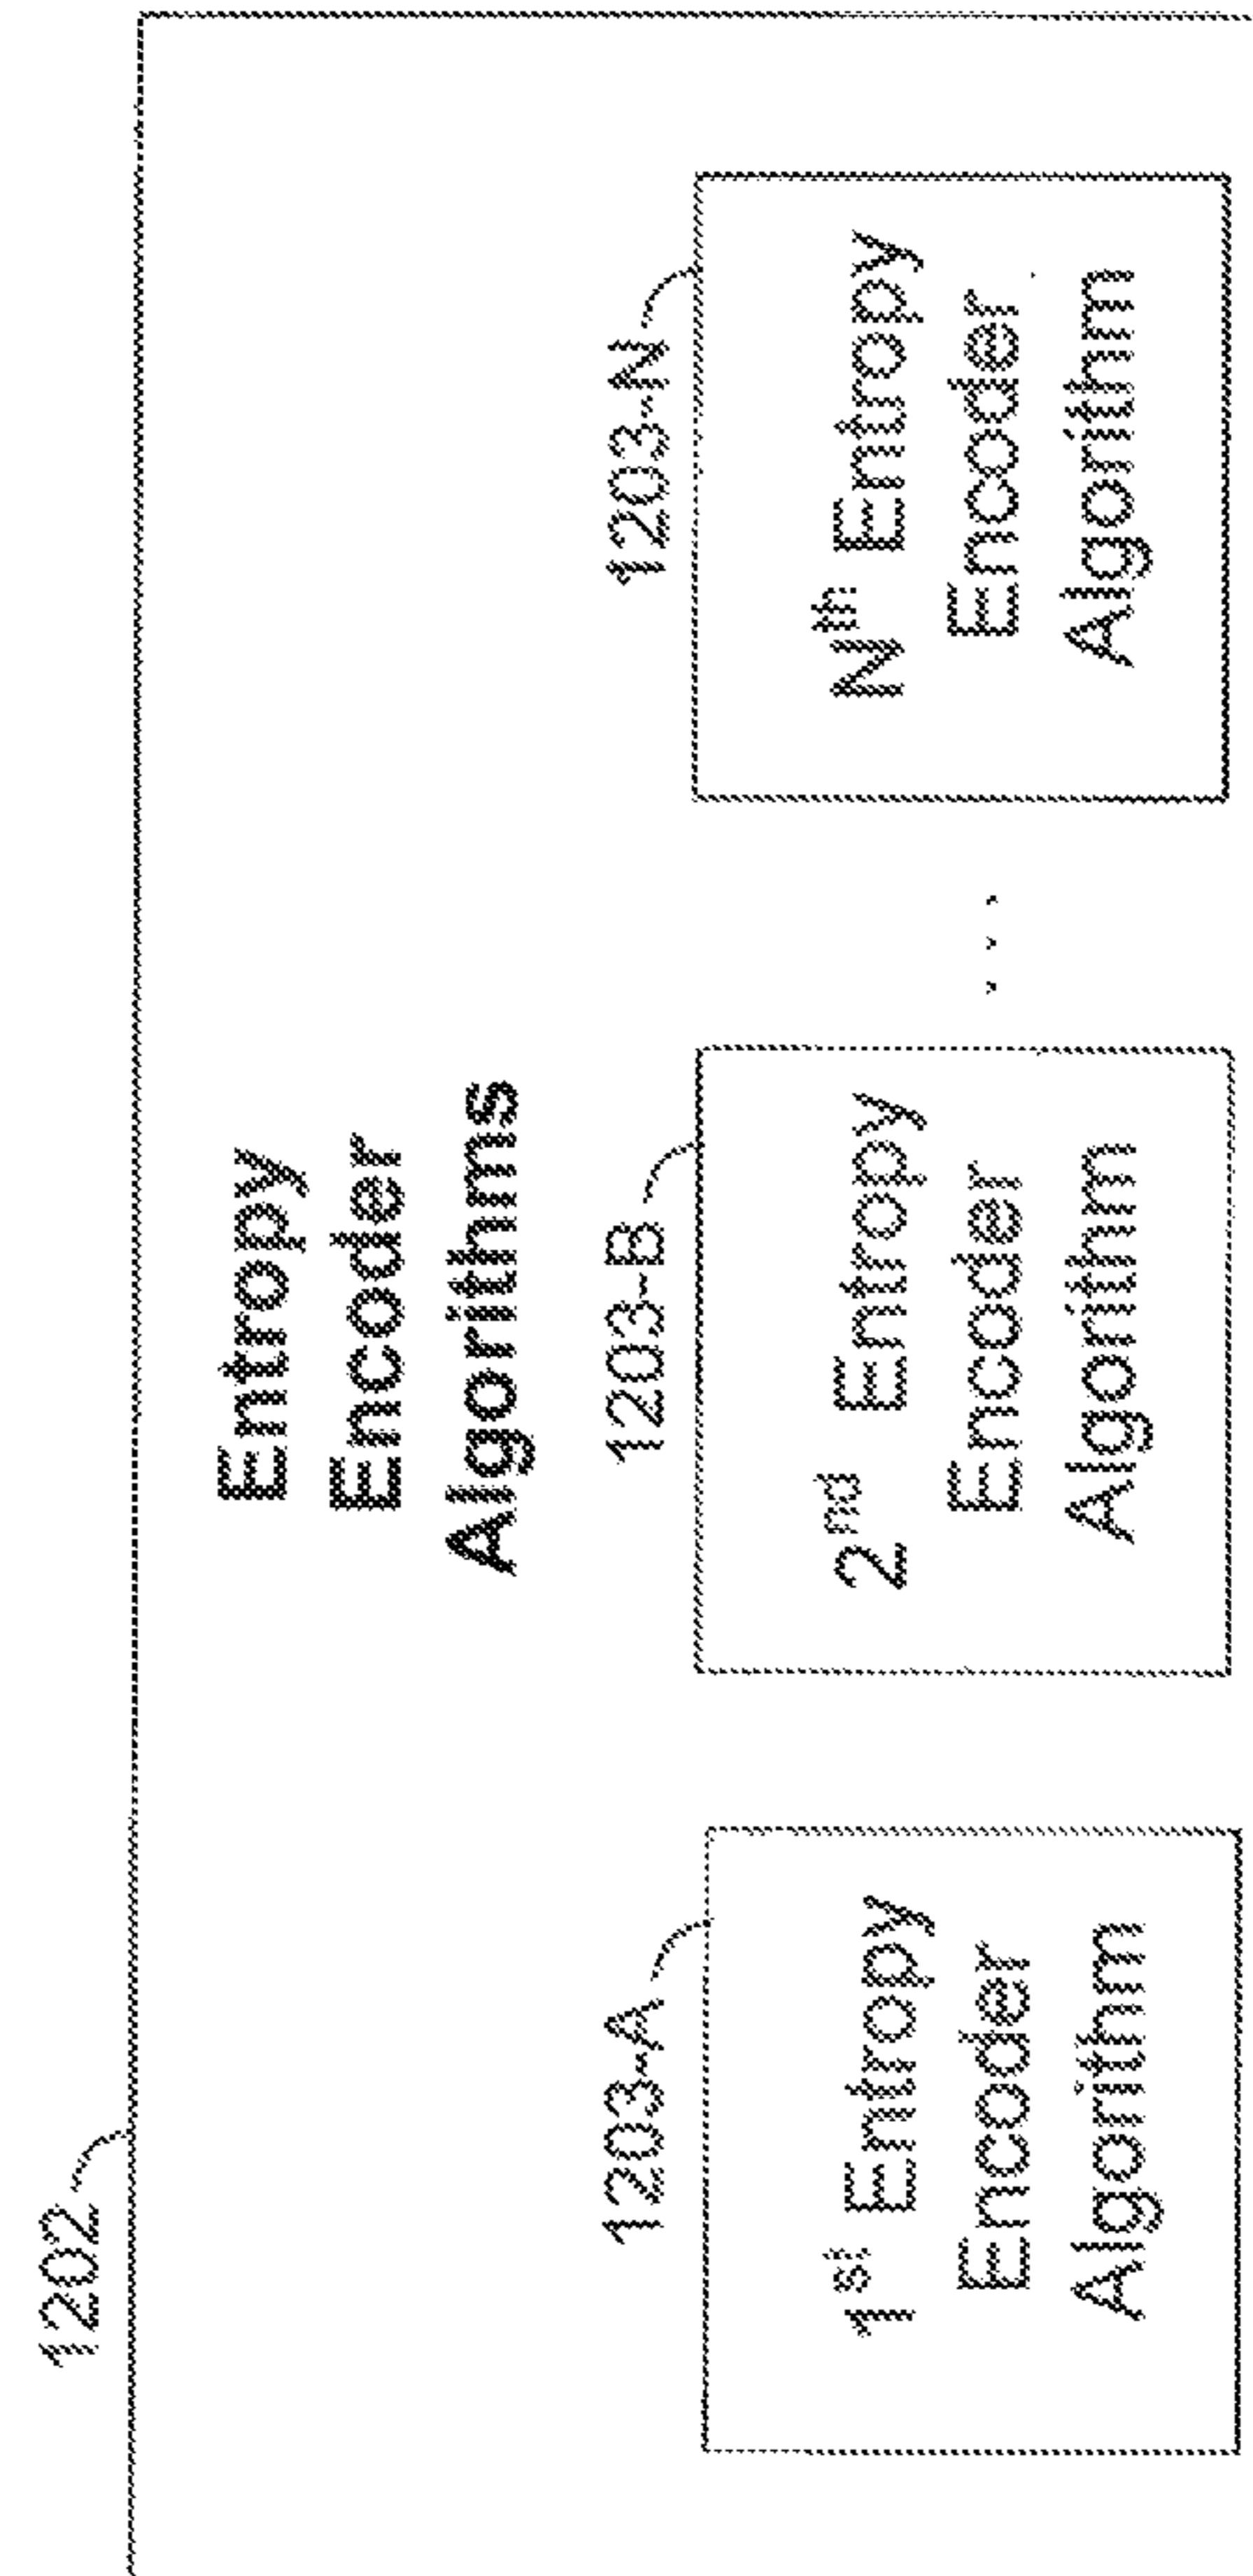 1202
Entropy
Encoder
Algorithms
1203-A
1st Entropy
Encoder
Algorithm
1203-B
2nd Entropy
Encoder
Algorithm
. . .
1203-N
Nth Entropy
Encoder
Algorithm